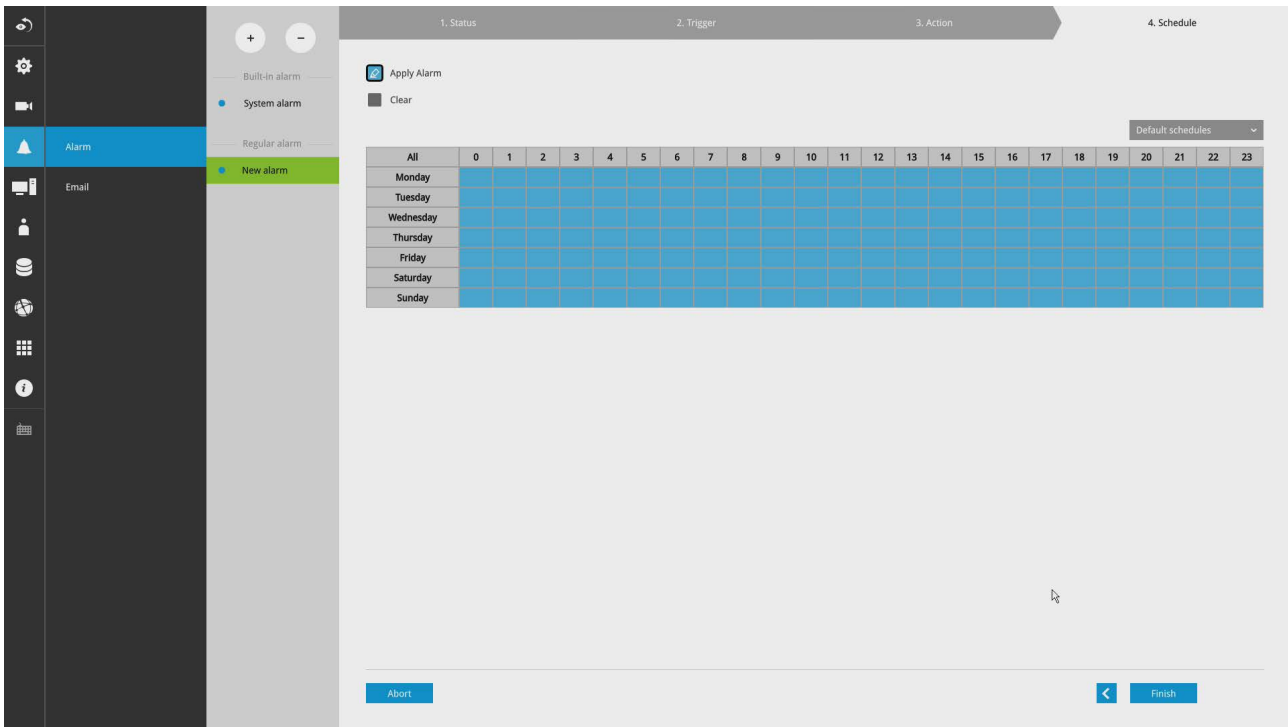 1. Status 2. Trigger 3. Action 4. Schedule
+ −
Built-in alarm
System alarm
Regular alarm
New alarm
Alarm
Email
Apply Alarm
Clear
Default schedules
All 0 1 2 3 4 5 6 7 8 9 10 11 12 13 14 15 16 17 18 19 20 21 22 23
Monday
Tuesday
Wednesday
Thursday
Friday
Saturday
Sunday
Abort
Finish